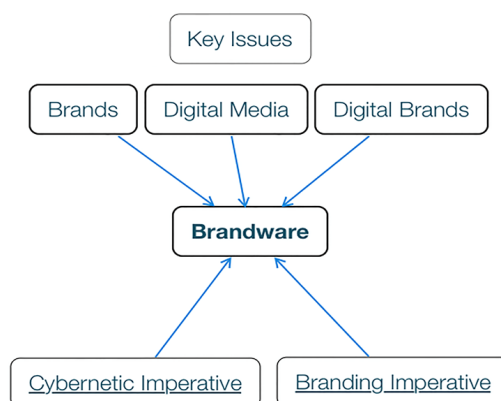 Key Issues
Brands
Digital Media
Digital Brands
Brandware
Cybernetic Imperative
Branding Imperative